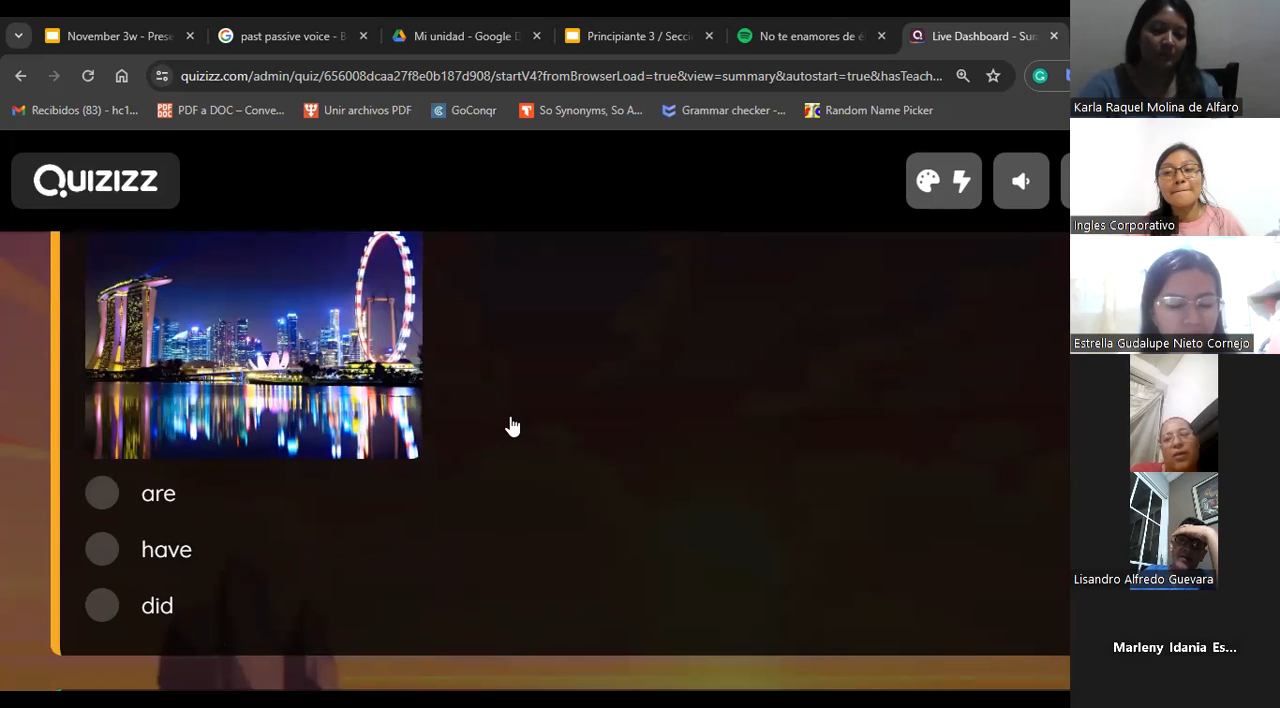 November 3w - Prese
past passive voice - B
Mi unidad - Google D
Principiante 3 / Secci
No te enamores de é
Live Dashboard - Sum
quizizz.com/admin/quiz/656008dcaa27f8e0b187d908/startV4?fromBrowserLoad=true&view=summary&autostart=true&hasTeach...
Recibidos (83) - hc1...
PDF a DOC – Conve...
Unir archivos PDF
GoConqr
So Synonyms, So A...
Grammar checker -...
Random Name Picker
QUIZIZZ
are
have
did
Karla Raquel Molina de Alfaro
Ingles Corporativo
Estrella Gudalupe Nieto Cornejo
Lisandro Alfredo Guevara
Marleny Idania Es...